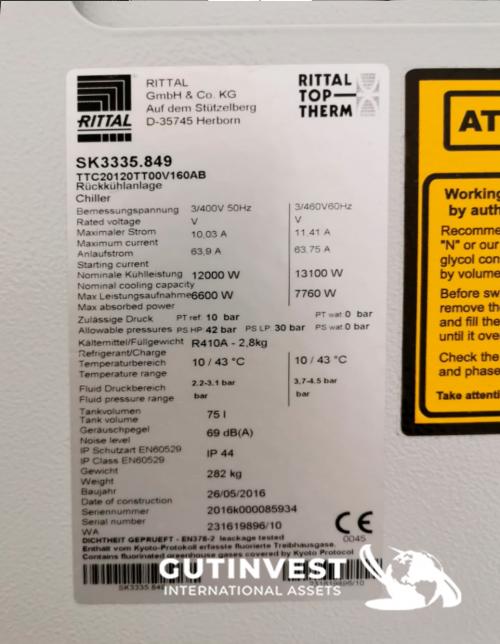 RITTAL
GmbH & Co. KG
Auf dem Stützelberg
D-35745 Herborn
RITTAL
RITTAL
TOP-
THERM
SK3335.849
TTC20120TT00V160AB
Rückkühlanlage
Chiller
Bemessungspannung 3/400V 50Hz 3/460V60Hz
Rated voltage V V
Maximaler Strom 10,03 A 11,41 A
Maximum current
Anlaufstrom 63,9 A 63,75 A
Starting current
Nominale Kühlleistung 12000 W 13100 W
Nominal cooling capacity
Max Leistungsaufnahme 6600 W 7760 W
Max absorbed power
Zulässige Druck PT ref: 10 bar PT wat 0 bar
Allowable pressures PS HP 42 bar PS LP 30 bar PS wat 0 bar
Kältemittel/Füllgewicht R410A - 2,8kg
Refrigerant/Charge
Temperaturbereich 10 / 43 °C 10 / 43 °C
Temperature range
Fluid Druckbereich 2.2-3.1 bar 3,7-4.5 bar
Fluid pressure range bar bar
Tankvolumen 75 l
Tank volume
Geräuschpegel 69 dB(A)
Noise level
IP Schutzart EN60529 IP 44
IP Class EN60529
Gewicht 282 kg
Weight
Baujahr 26/05/2016
Date of construction
Seriennummer 2016k000085934
Serial number
WA 231619896/10
CE
0045
DICHTHEIT GEPRUEFT - EN378-2 leackage tested
Enthält vom Kyoto-Protokoll erfasste fluorierte Treibhausgase.
Contains fluorinated greenhouse gases covered by Kyoto Protocol
SK3335.849
231619896/10
GUTINVEST
INTERNATIONAL ASSETS
AT
Working
by auth
Recomme
"N" or our
glycol con
by volume
Before sw
remove the
and fill the
until it ove
Check the
and phase
Take attenti